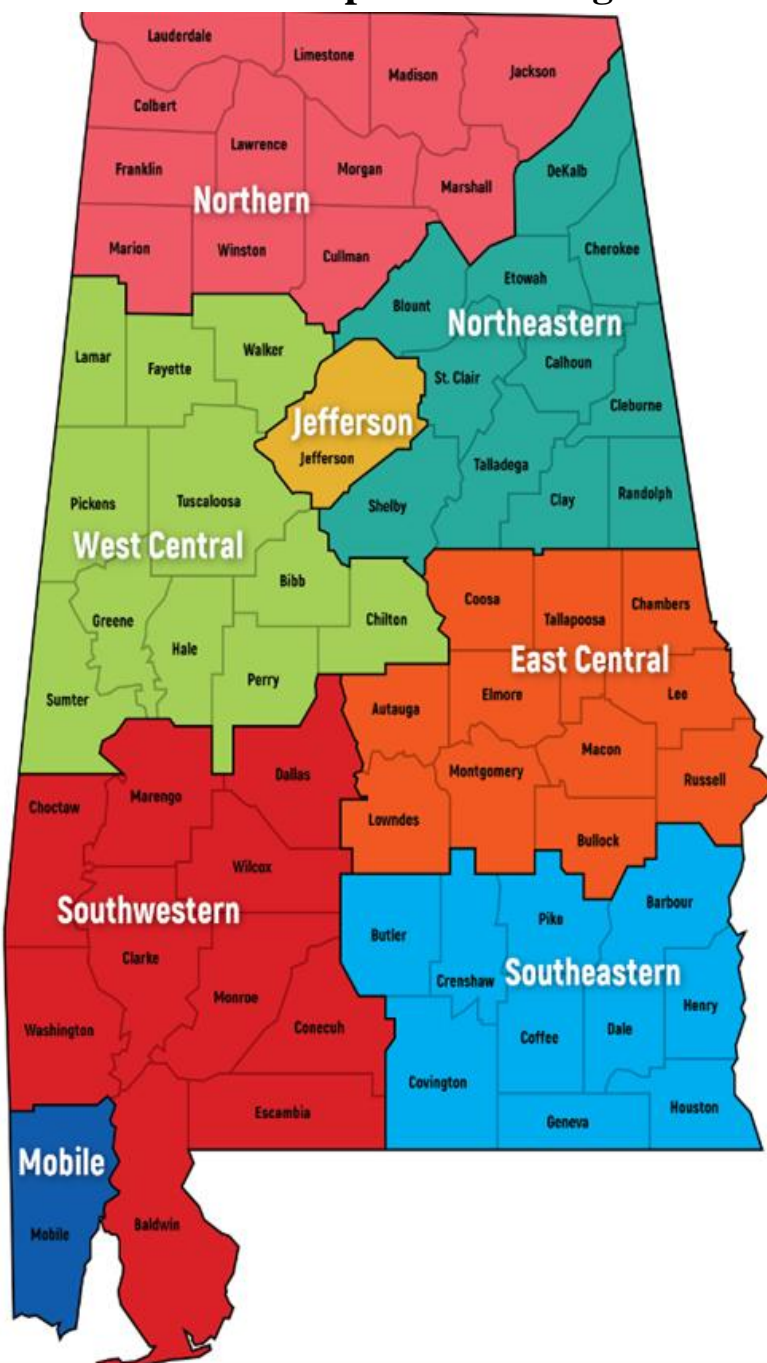 Lauderdale
Limestone
Madison
Jackson
Colbert
Lawrence
Franklin
Morgan
Marshall
DeKalb
Northern
Marion
Winston
Cullman
Cherokee
Etowah
Blount
Northeastern
Lamar
Fayette
Walker
St. Clair
Calhoun
Cleburne
Jefferson
Jefferson
Talladega
Pickens
Tuscaloosa
Shelby
Clay
Randolph
West Central
Bibb
Greene
Hale
Chilton
Coosa
Tallapoosa
Chambers
East Central
Perry
Sumter
Autauga
Elmore
Lee
Macon
Dallas
Montgomery
Russell
Choctaw
Marengo
Lowndes
Bullock
Wilcox
Southwestern
Butler
Pike
Barbour
Clarke
Crenshaw
Southeastern
Monroe
Henry
Washington
Conecuh
Coffee
Dale
Covington
Escambia
Geneva
Houston
Mobile
Mobile
Baldwin